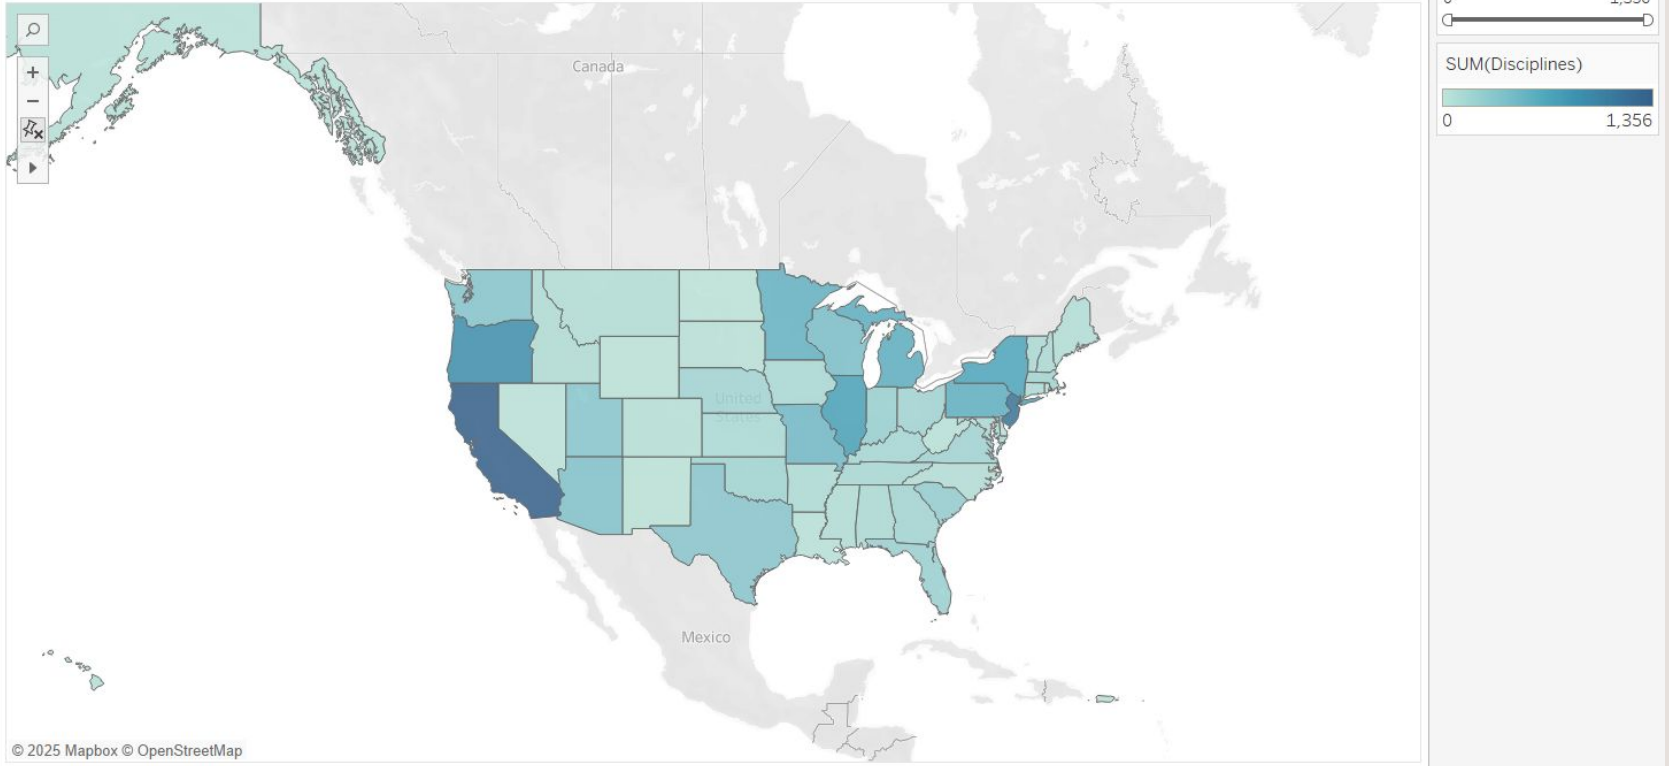 SUM(Disciplines)
0 1,356
Canada
United
States
Mexico
© 2025 Mapbox © OpenStreetMap